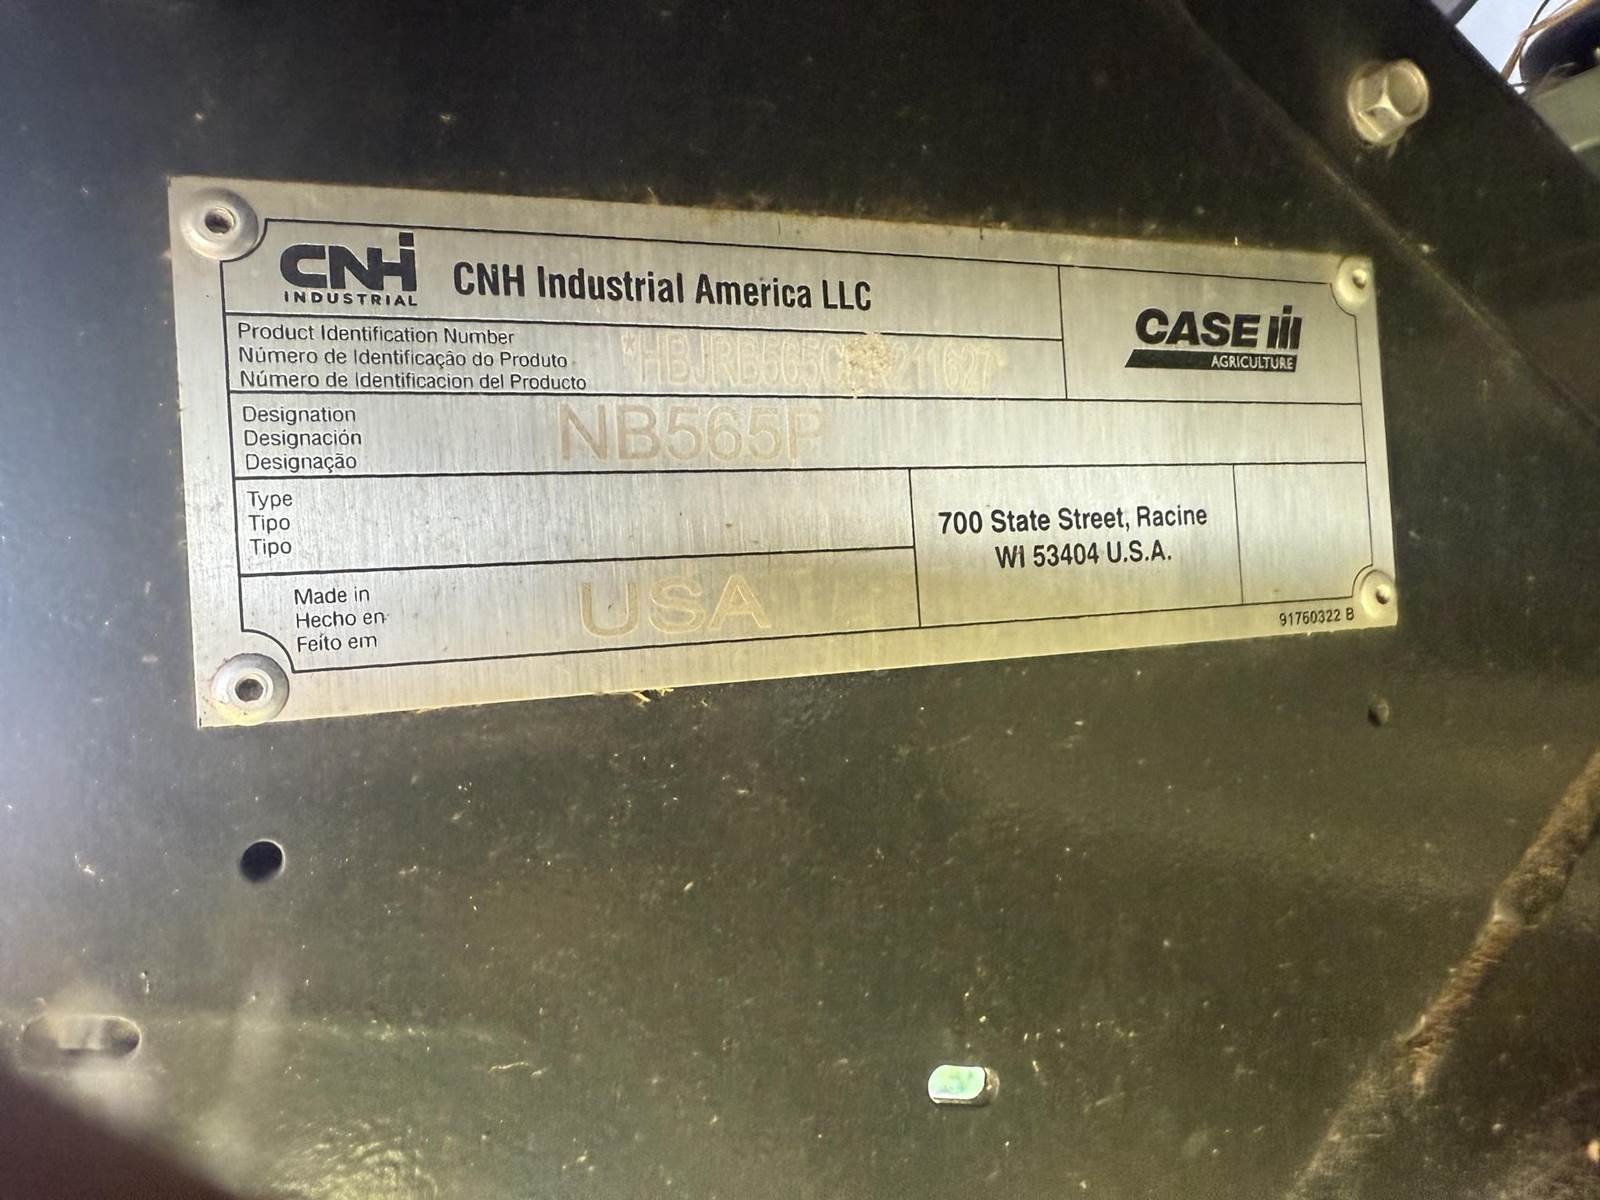 CNHi
INDUSTRIAL
CNH Industrial America LLC
CASE IH
AGRICULTURE
Product Identification Number
Número de Identificação do Produto
Número de Identificacion del Producto
Designation
Designación
Designação
NB565P
Type
Tipo
Tipo
700 State Street, Racine
WI 53404 U.S.A.
Made in
Hecho en
Feito em
USA
91760322 B